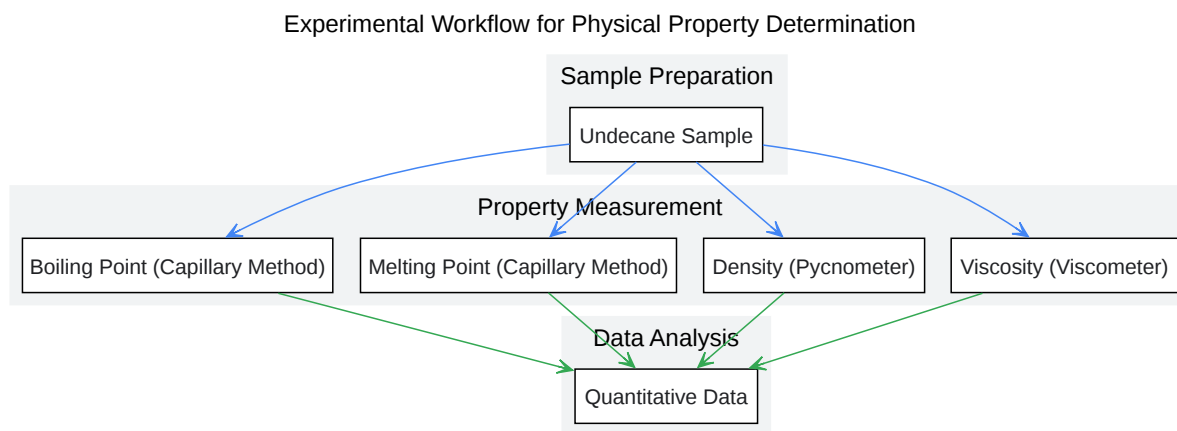 Experimental Workflow for Physical Property Determination
Sample Preparation
Undecane Sample
Property Measurement
Boiling Point (Capillary Method)
Melting Point (Capillary Method)
Density (Pycnometer)
Viscosity (Viscometer)
Data Analysis
Quantitative Data